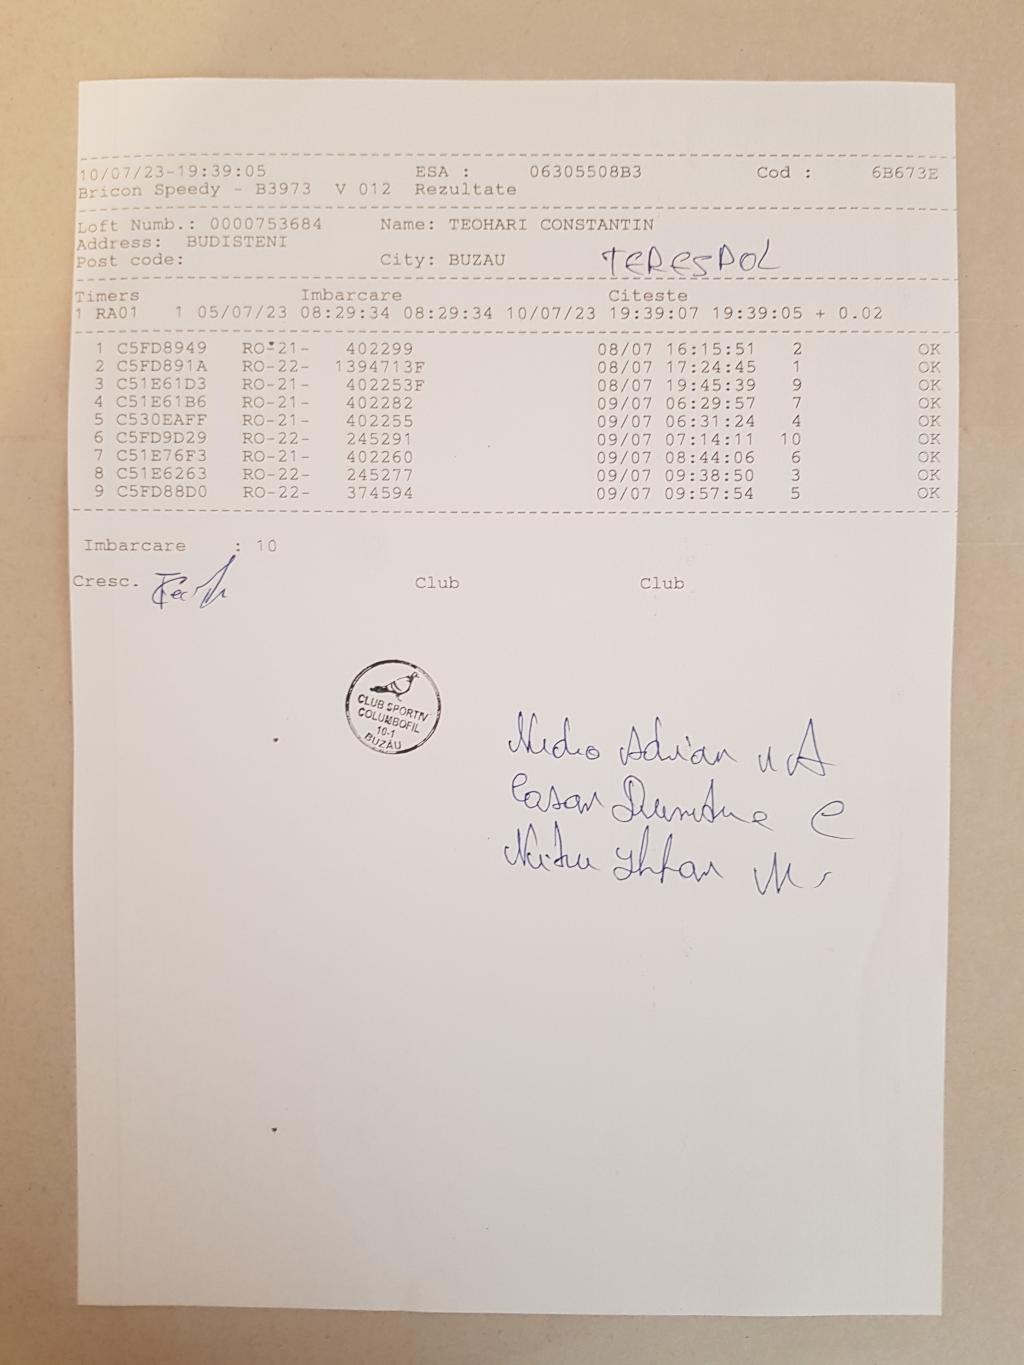 10/07/23-19:39:05 ESA : 06305508B3 Cod : 6B673E
Bricon Speedy - B3973 V 012 Rezultate
Loft Numb.: 0000753684 Name: TEOHARI CONSTANTIN
Address: BUDISTENI
Post code: City: BUZAU TERESPOL
Timers Imbarcare Citeste
1 RA01 1 05/07/23 08:29:34 08:29:34 10/07/23 19:39:07 19:39:05 + 0.02
1 C5FD8949 RO-21- 402299 08/07 16:15:51 2 OK
2 C5FD891A RO-22- 1394713F 08/07 17:24:45 1 OK
3 C51E61D3 RO-21- 402253F 08/07 19:45:39 9 OK
4 C51E61B6 RO-21- 402282 09/07 06:29:57 7 OK
5 C530EAFF RO-21- 402255 09/07 06:31:24 4 OK
6 C5FD9D29 RO-22- 245291 09/07 07:14:11 10 OK
7 C51E76F3 RO-21- 402260 09/07 08:44:06 6 OK
8 C51E6263 RO-22- 245277 09/07 09:38:50 3 OK
9 C5FD88D0 RO-22- 374594 09/07 09:57:54 5 OK
Imbarcare : 10
Cresc. Club Club
CLUB SPORTIV
COLUMBOFIL
10-1
BUZĂU
Adrian
Casan Dumitru C